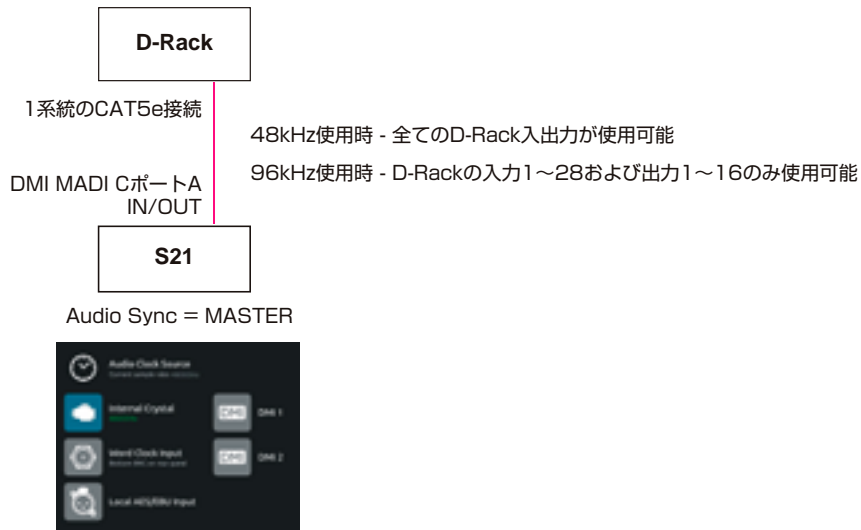 D-Rack
1系統のCAT5e接続
48kHz使用時 - 全てのD-Rack入出力が使用可能
96kHz使用時 - D-Rackの入力1〜28および出力1〜16のみ使用可能
DMI MADI CポートA
IN/OUT
S21
Audio Sync = MASTER
Audio Clock Source
Internal Crystal
DMI DMI 1
Word Clock Input
DMI DMI 2
Local AES/EBU Input